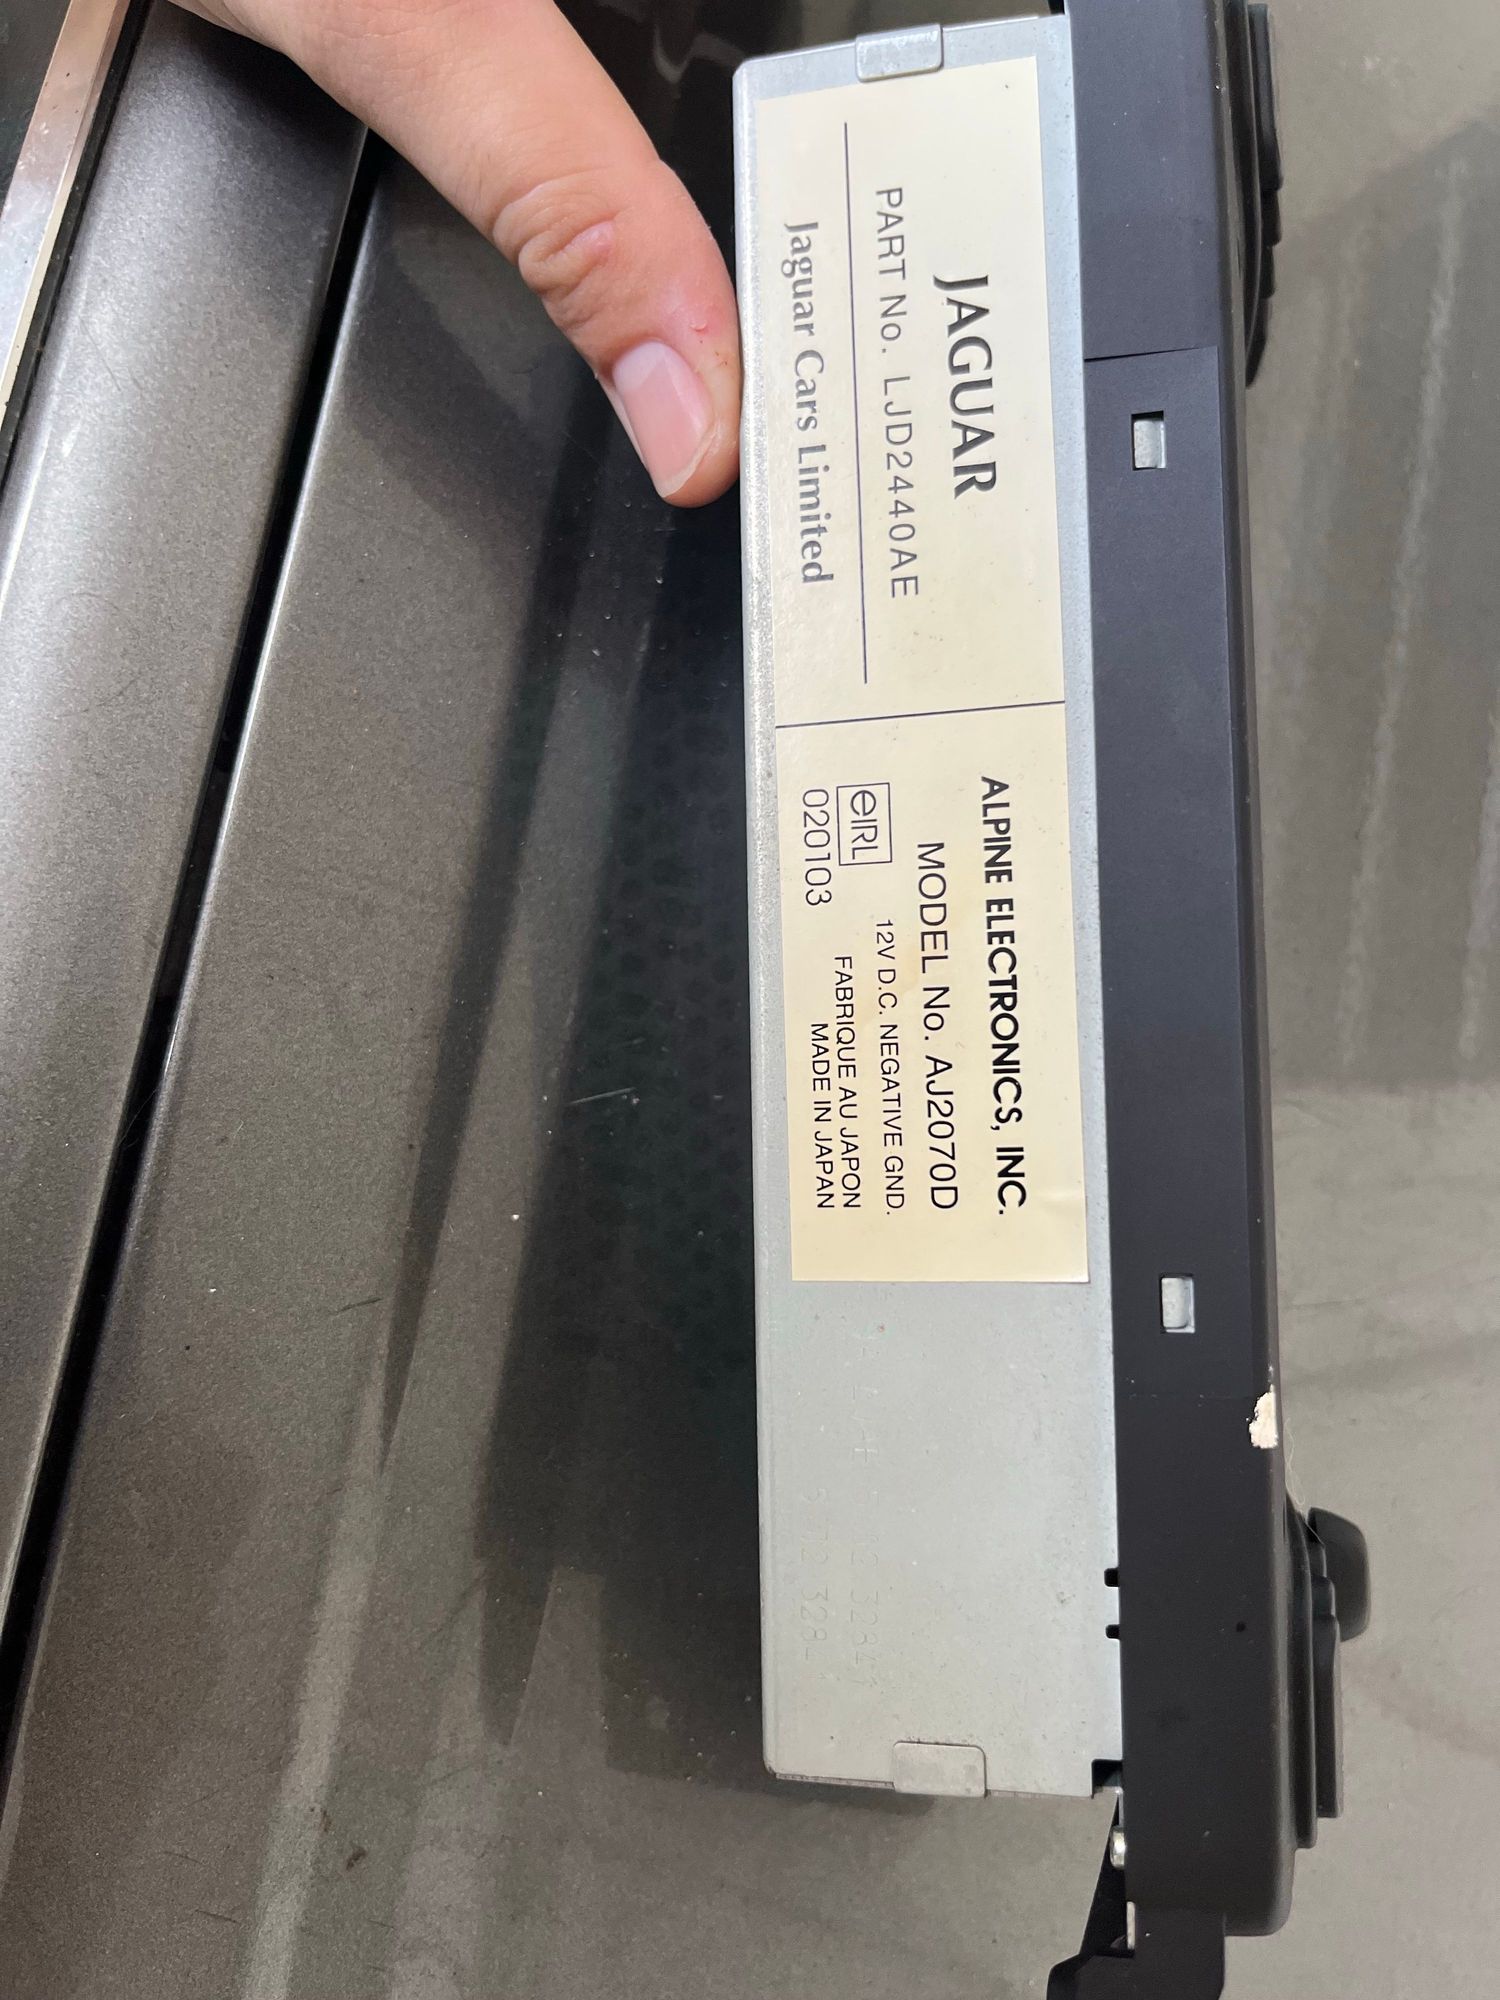 JAGUAR
PART No. LJD2440AE
Jaguar Cars Limited
ALPINE ELECTRONICS, INC.
MODEL No. AJ2070D
12V D.C. NEGATIVE GND.
eIRL
020103
FABRIQUE AU JAPON
MADE IN JAPAN